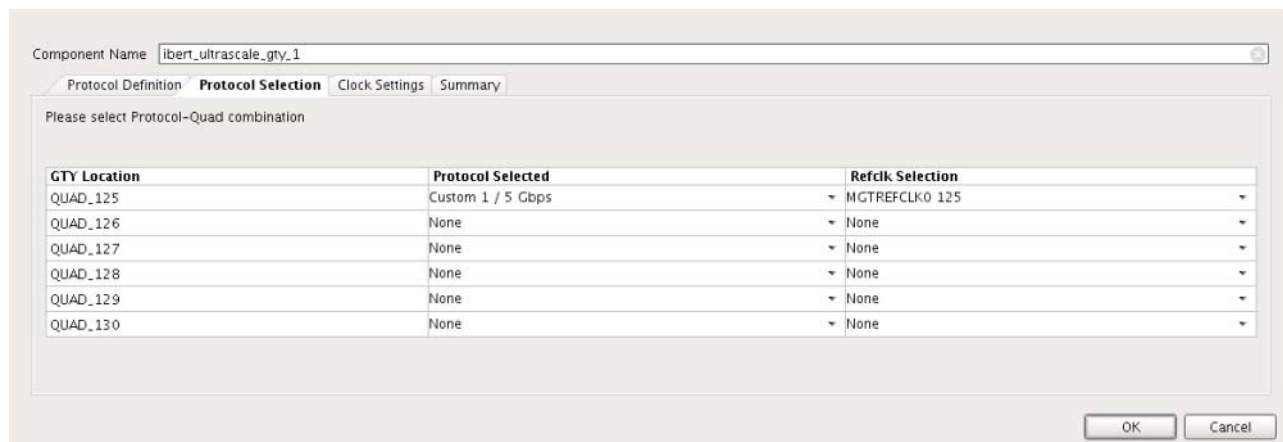 Component Name ibert_ultrascale_gty_1
Protocol Definition Protocol Selection Clock Settings Summary
Please select Protocol-Quad combination
GTY Location Protocol Selected Refclk Selection
QUAD_125 Custom 1 / 5 Gbps MGTREFCLK0 125
QUAD_126 None None
QUAD_127 None None
QUAD_128 None None
QUAD_129 None None
QUAD_130 None None
OK Cancel